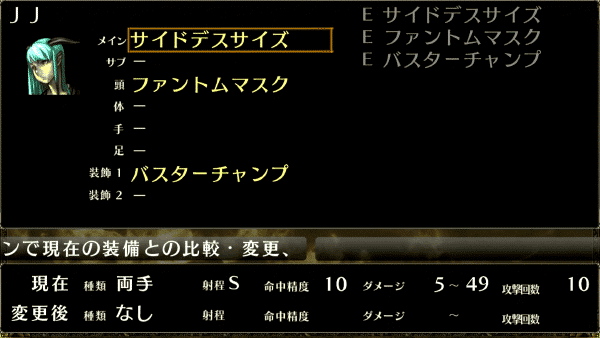 JJ
メイン サイドデスサイズ
サブ ー
頭 ファントムマスク
体 ー
手 ー
足 ー
装飾1 バスターチャンプ
装飾2 ー
E サイドデスサイズ
E ファントムマスク
E バスターチャンプ
ンで現在の装備との比較・変更、
現在 種類 両手 射程 S 命中精度 10 ダメージ 5～49 攻撃回数 10
変更後 種類 なし 射程 命中精度 ダメージ ～ 攻撃回数